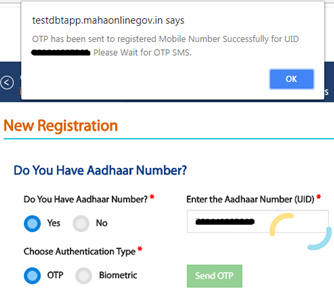 testdbtapp.mahaonlinegov.in says
OTP has been sent to registered Mobile Number Successfully for UID
Please Wait for OTP SMS.
OK
New Registration
Do You Have Aadhaar Number?
Do You Have Aadhaar Number? * Enter the Aadhaar Number (UID) *
Yes No
Choose Authentication Type *
OTP Biometric Send OTP